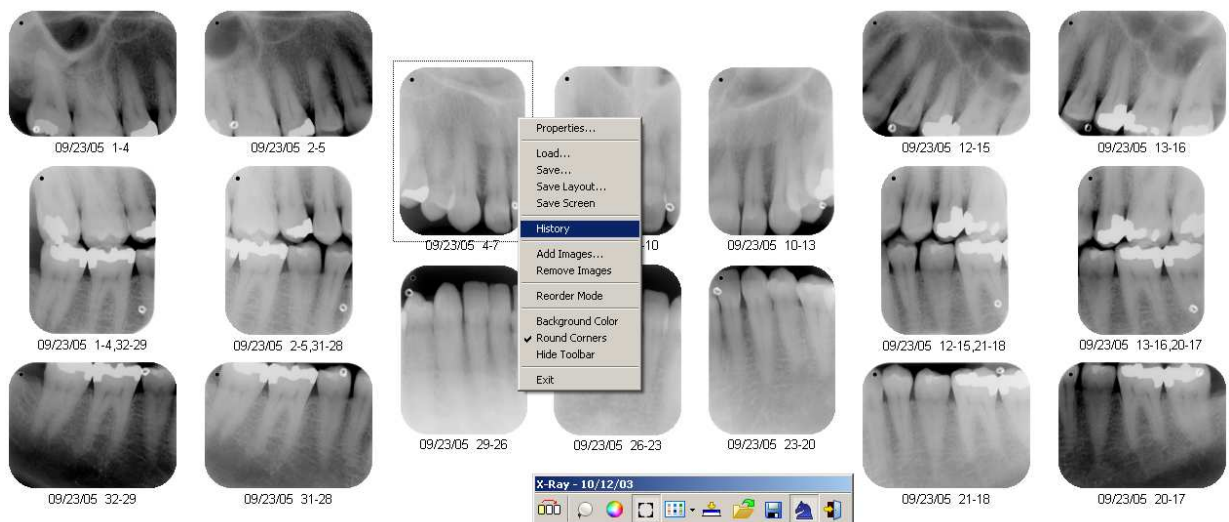 09/23/05 1-4
09/23/05 2-5
09/23/05 4-7
-10
09/23/05 10-13
09/23/05 12-15
09/23/05 13-16
Properties...
Load...
Save...
Save Layout...
Save Screen
History
Add Images...
Remove Images
Reorder Mode
Background Color
Round Corners
Hide Toolbar
Exit
09/23/05 1-4,32-29
09/23/05 2-5,31-28
09/23/05 12-15,21-18
09/23/05 13-16,20-17
09/23/05 29-26
09/23/05 26-23
09/23/05 23-20
09/23/05 32-29
09/23/05 31-28
09/23/05 21-18
09/23/05 20-17
X-Ray - 10/12/03